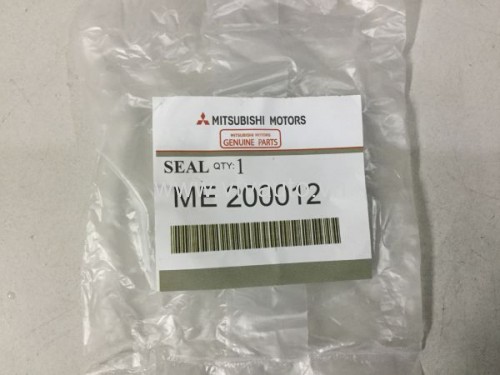 MITSUBISHI MOTORS
MITSUBISHI MOTORS
GENUINE PARTS
SEAL QTY: 1
ME 200012